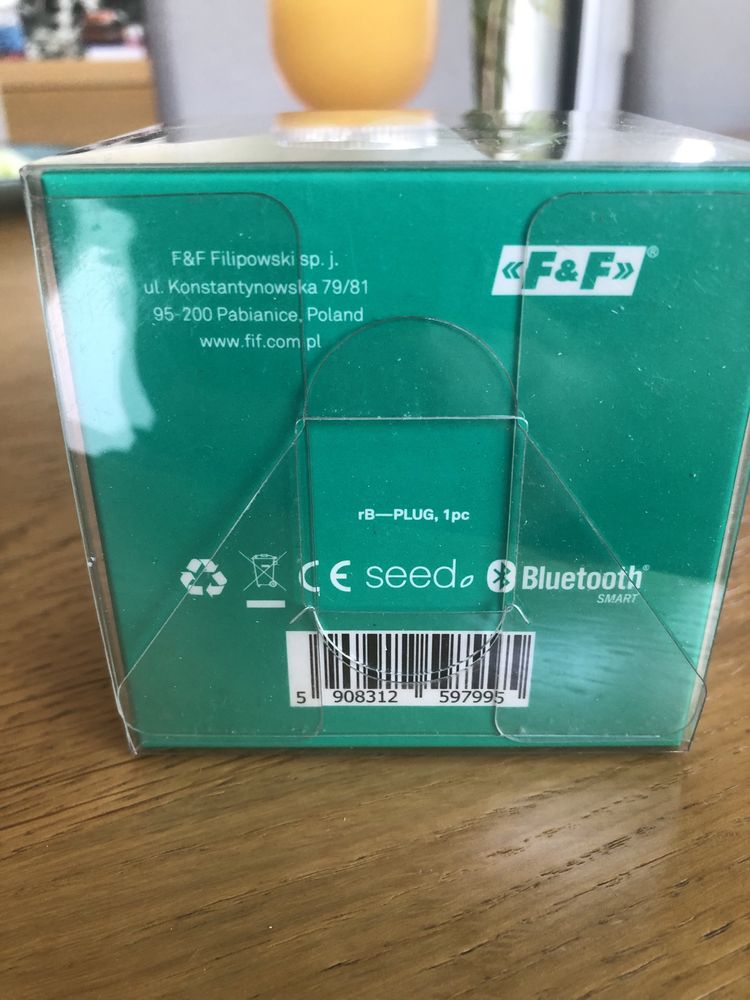 F&F Filipowski sp. j.
ul. Konstantynowska 79/81
95-200 Pabianice, Poland
www.fif.com.pl
«F&F»®
rB—PLUG, 1pc
CE seed Bluetooth®
SMART
5 908312 597995